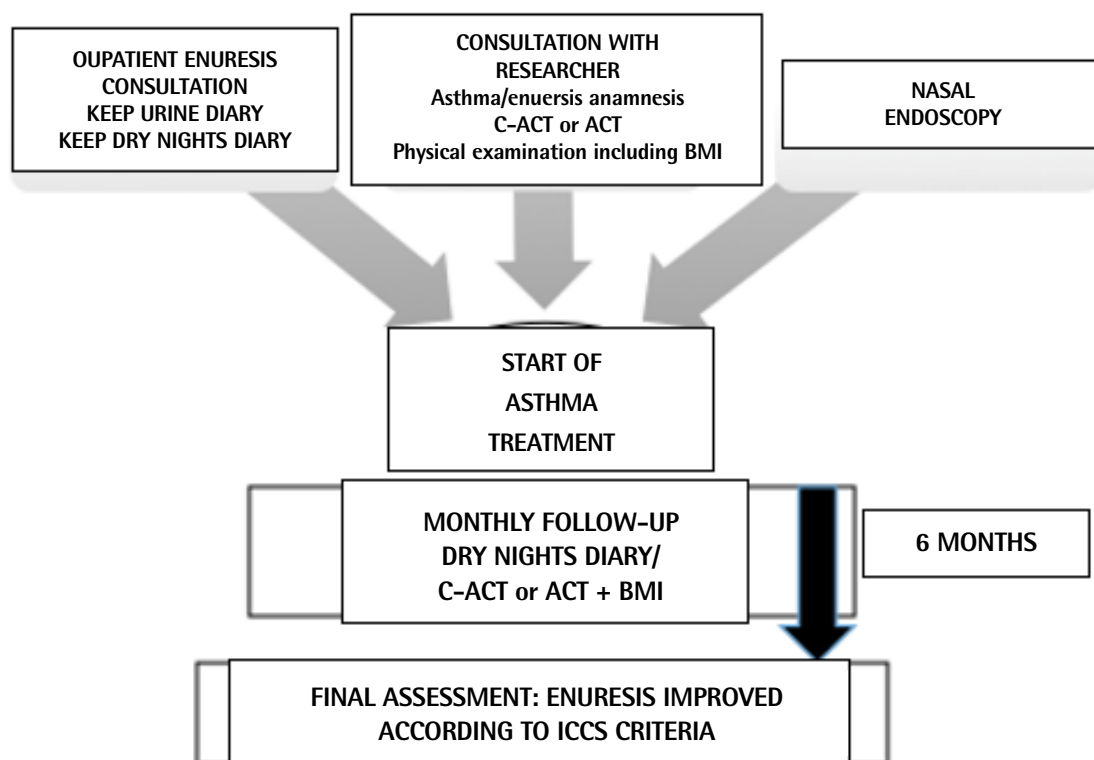 OUPATIENT ENURESIS
CONSULTATION
KEEP URINE DIARY
KEEP DRY NIGHTS DIARY
CONSULTATION WITH
RESEARCHER
Asthma/enuersis anamnesis
C-ACT or ACT
Physical examination including BMI
NASAL
ENDOSCOPY
START OF
ASTHMA
TREATMENT
MONTHLY FOLLOW-UP
DRY NIGHTS DIARY/
C-ACT or ACT + BMI
6 MONTHS
FINAL ASSESSMENT: ENURESIS IMPROVED
ACCORDING TO ICCS CRITERIA